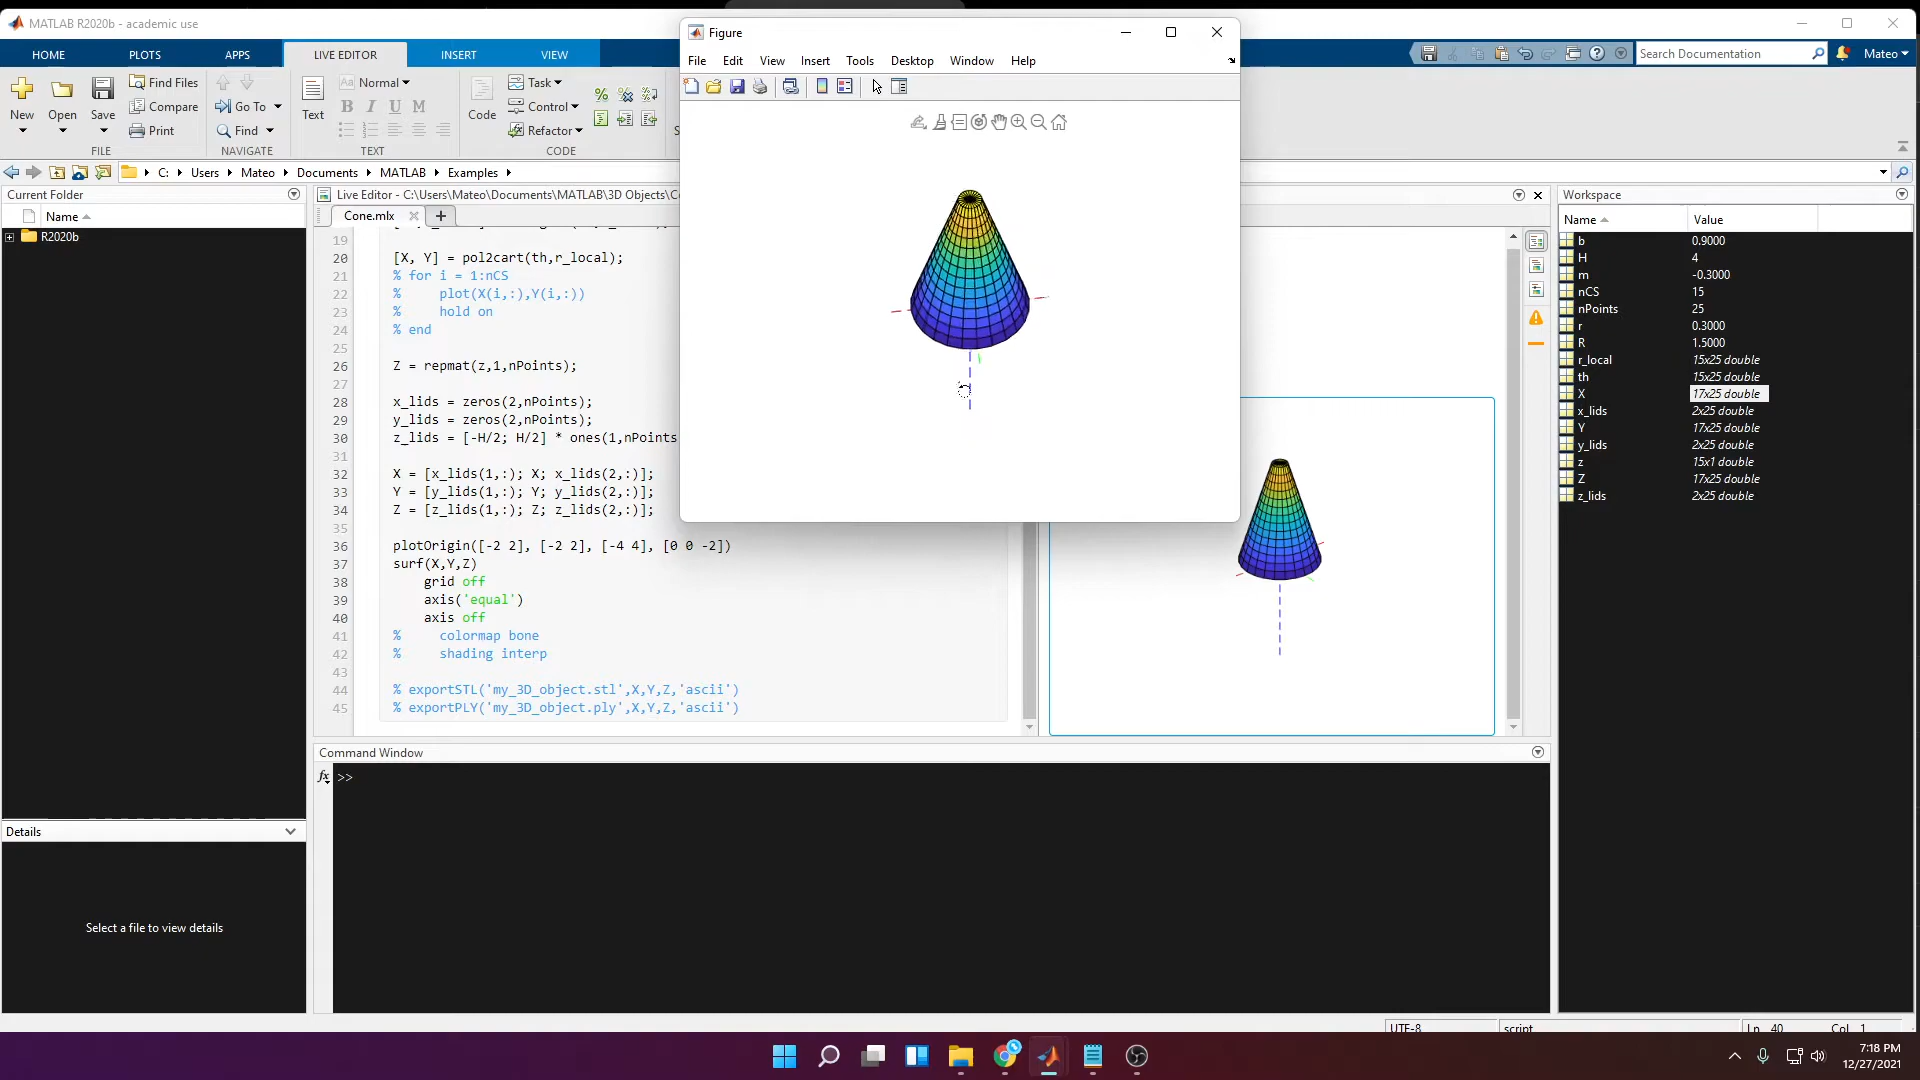 MATLAB R2020b - academic use
HOME
PLOTS
APPS
LIVE EDITOR
INSERT
VIEW
Search Documentation
Mateo
New
Open
Save
Find Files
Compare
Print
FILE
Go To
Find
NAVIGATE
Text
Normal
B I U M
TEXT
Code
Task
Control
Refactor
CODE
C: Users Mateo Documents MATLAB Examples
Current Folder
Name
R2020b
Details
Select a file to view details
Live Editor - C:\Users\Mateo\Documents\MATLAB\3D Objects\Co
Cone.mlx
19
20 [X, Y] = pol2cart(th,r_local);
21 % for i = 1:nCS
22 % plot(X(i,:),Y(i,:))
23 % hold on
24 % end
25
26 Z = repmat(z,1,nPoints);
27
28 x_lids = zeros(2,nPoints);
29 y_lids = zeros(2,nPoints);
30 z_lids = [-H/2; H/2] * ones(1,nPoints
31
32 X = [x_lids(1,:); X; x_lids(2,:)];
33 Y = [y_lids(1,:); Y; y_lids(2,:)];
34 Z = [z_lids(1,:); Z; z_lids(2,:)];
35
36 plotOrigin([-2 2], [-2 2], [-4 4], [0 0 -2])
37 surf(X,Y,Z)
38 grid off
39 axis('equal')
40 axis off
41 % colormap bone
42 % shading interp
43
44 % exportSTL('my_3D_object.stl',X,Y,Z,'ascii')
45 % exportPLY('my_3D_object.ply',X,Y,Z,'ascii')
Figure
File Edit View Insert Tools Desktop Window Help
Command Window
fx >>
Workspace
Name Value
b 0.9000
H 4
m -0.3000
nCS 15
nPoints 25
r 0.3000
R 1.5000
r_local 15x25 double
th 15x25 double
X 17x25 double
x_lids 2x25 double
Y 17x25 double
y_lids 2x25 double
z 15x1 double
Z 17x25 double
z_lids 2x25 double
UTF-8
script
Ln 40 Col 1
7:18 PM
12/27/2021